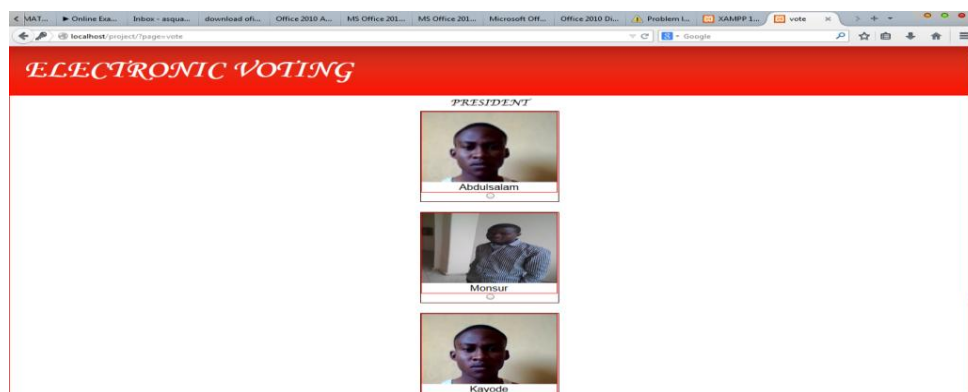 MAT... Online Exa... Inbox - asqua... download ofi... Office 2010 A... MS Office 201... MS Office 201... Microsoft Off... Office 2010 Di... Problem l... XAMPP 1... vote
localhost/project/?page=vote Google
ELECTRONIC VOTING
PRESIDENT
Abdulsalam
Monsur
Kayode